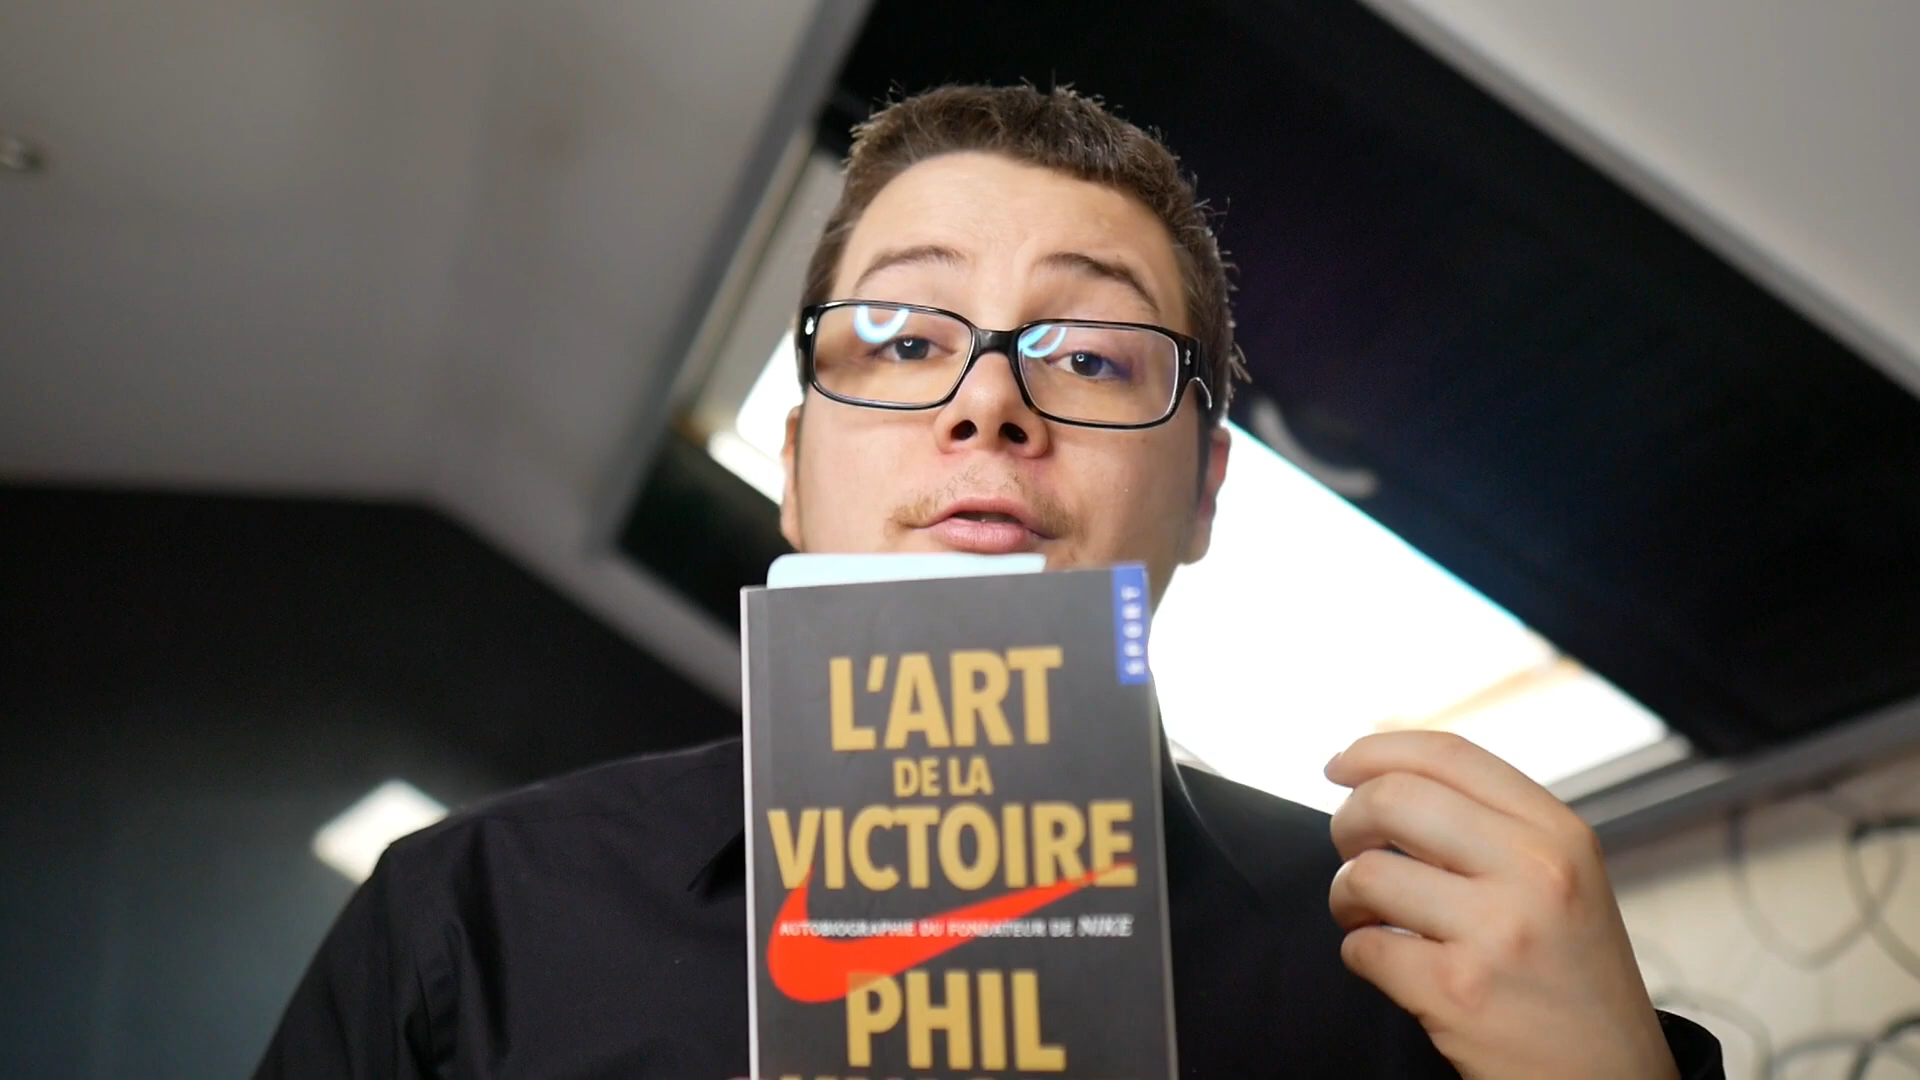 SPORT
L'ART
DE LA
VICTOIRE
AUTOBIOGRAPHIE DU FONDATEUR DE NIKE
PHIL